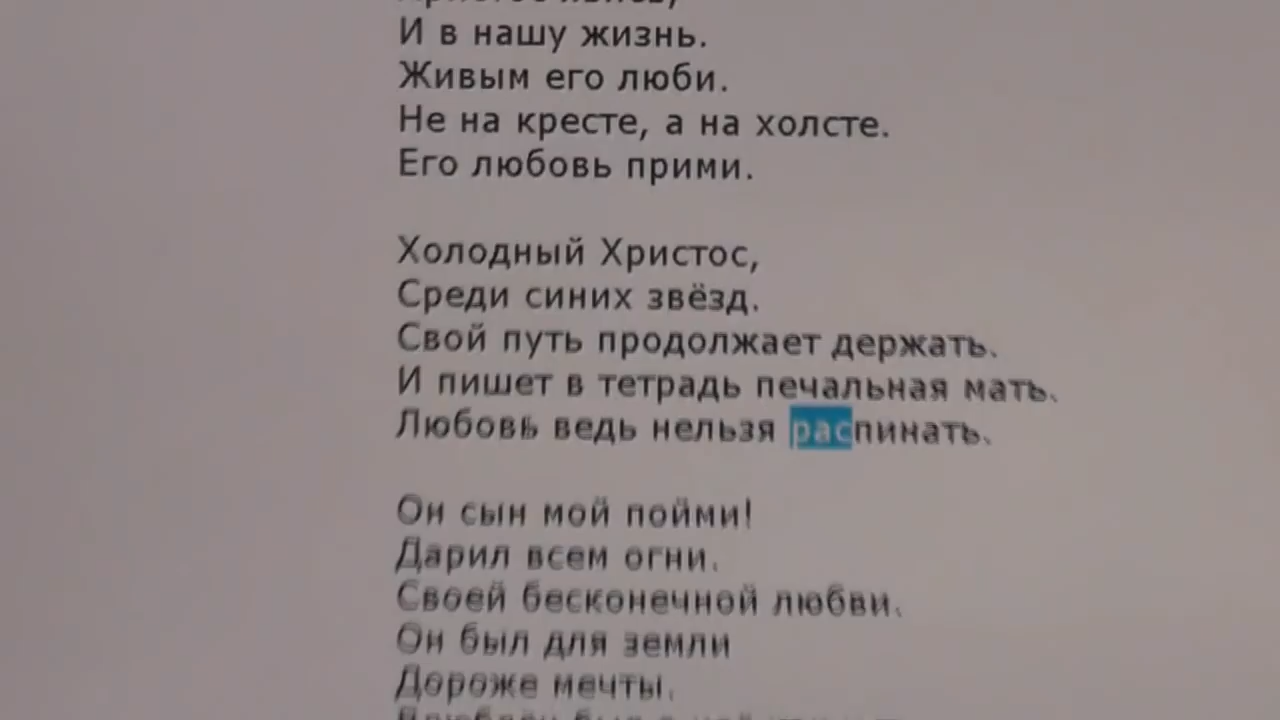 И в нашу жизнь.
Живым его люби.
Не на кресте, а на холсте.
Его любовь прими.
Холодный Христос,
Среди синих звёзд.
Свой путь продолжает держать.
И пишет в тетрадь печальная мать.
Любовь ведь нельзя распинать.
Он сын мой пойми!
Дарил всем огни.
Своей бесконечной любви.
Он был для земли
Дороже мечты.